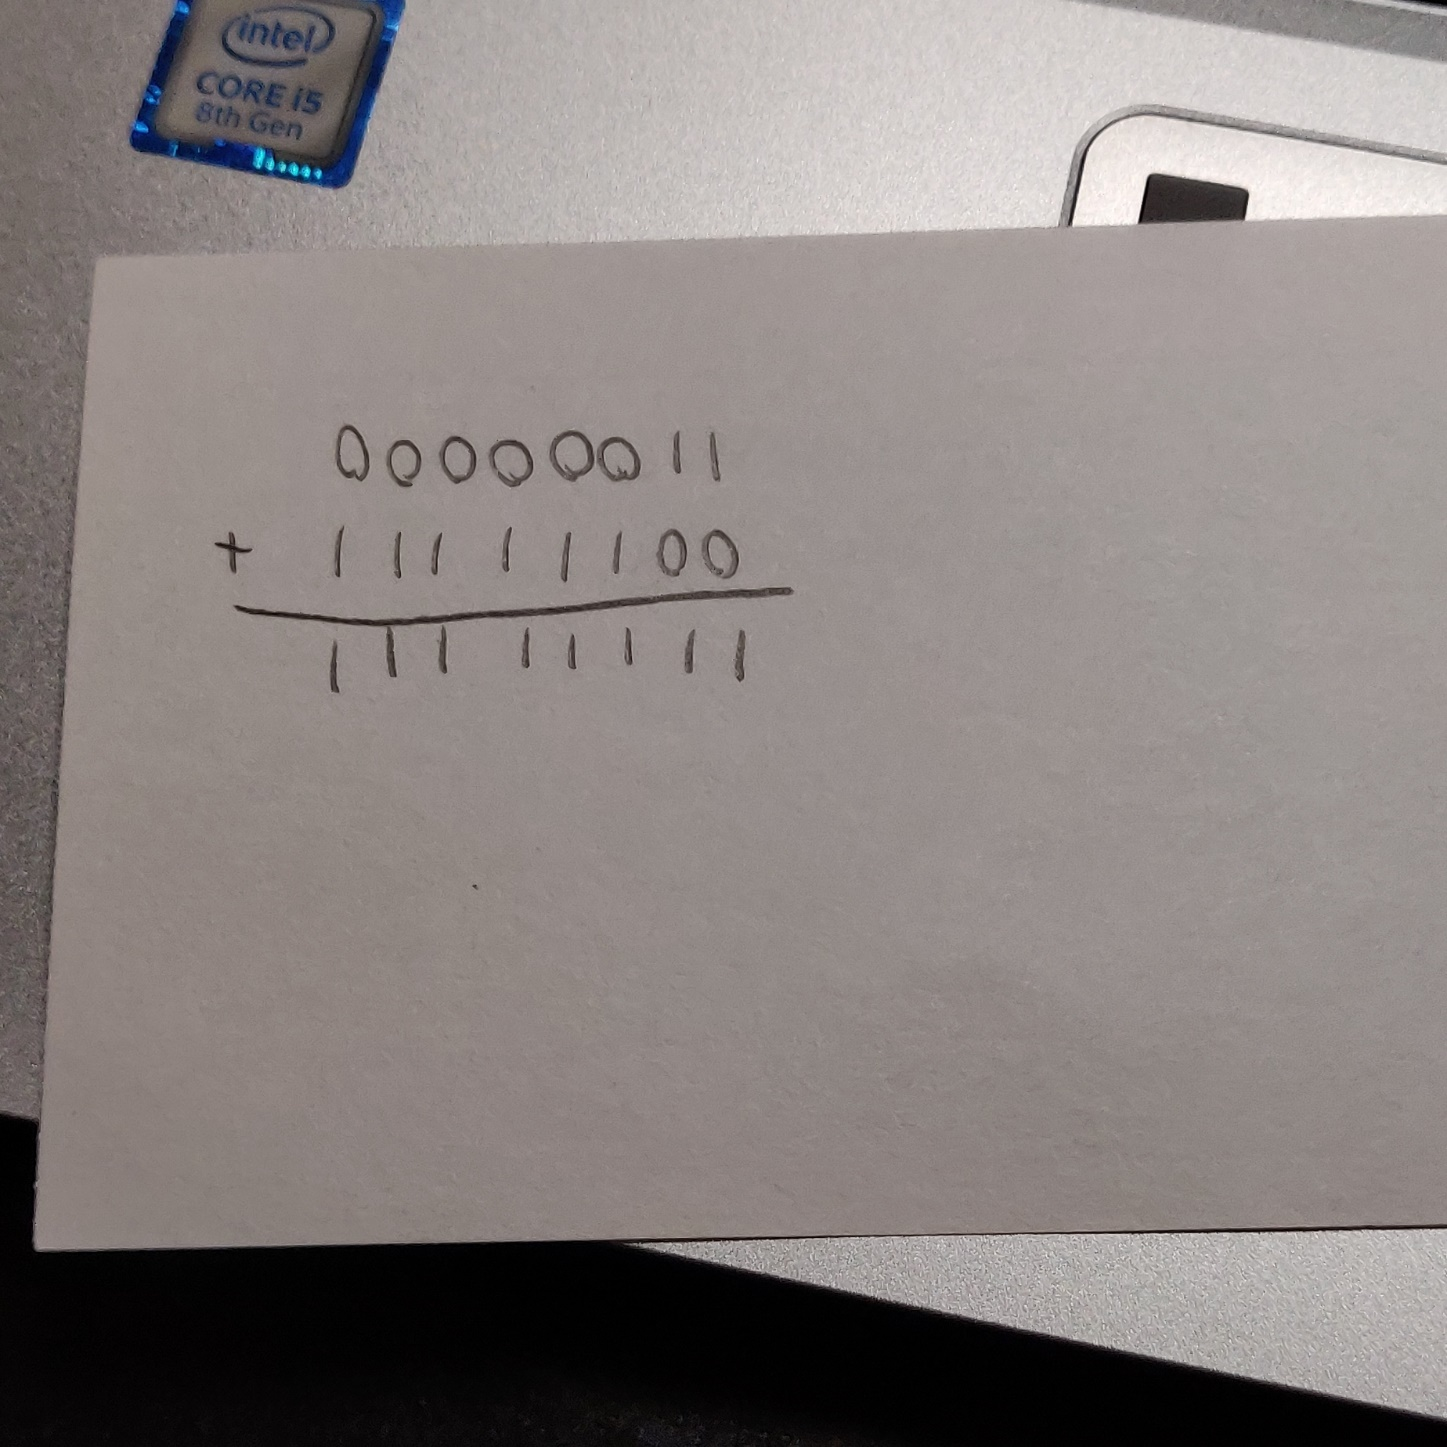 intel
CORE i5
8th Gen
00000011
+ 11111100
11111111